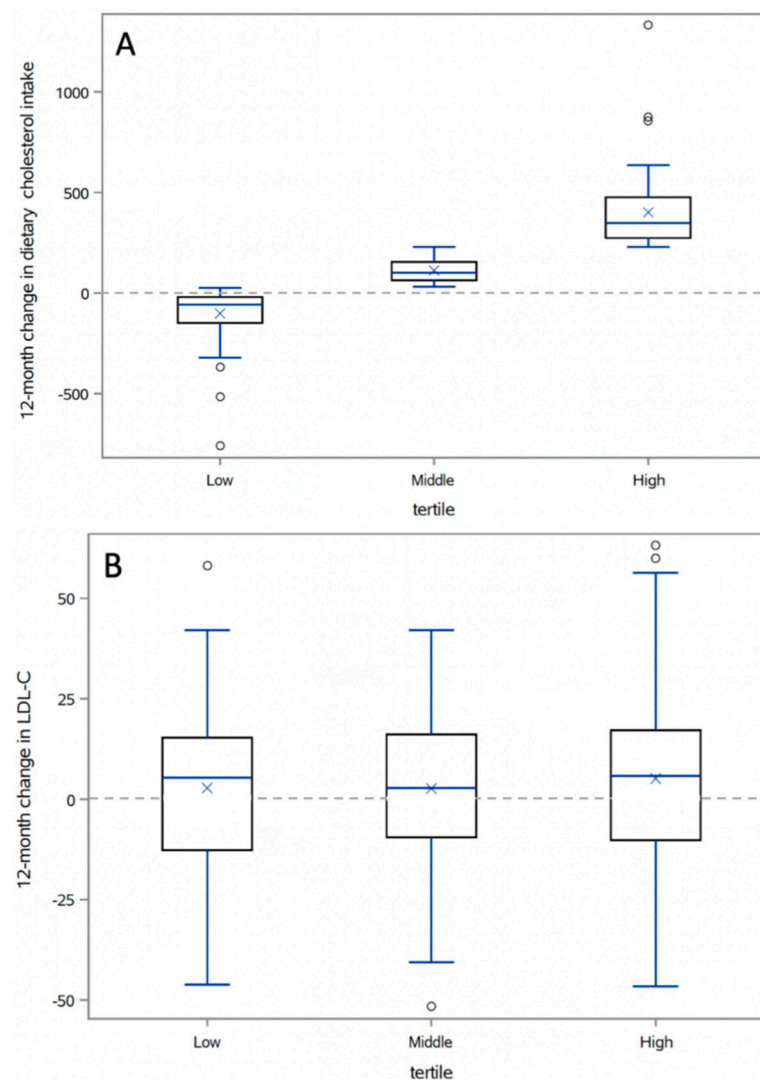 A
12-month change in dietary cholesterol intake
1000
500
0
-500
Low Middle High
tertile
B
12-month change in LDL-C
50
25
0
-25
-50
Low Middle High
tertile